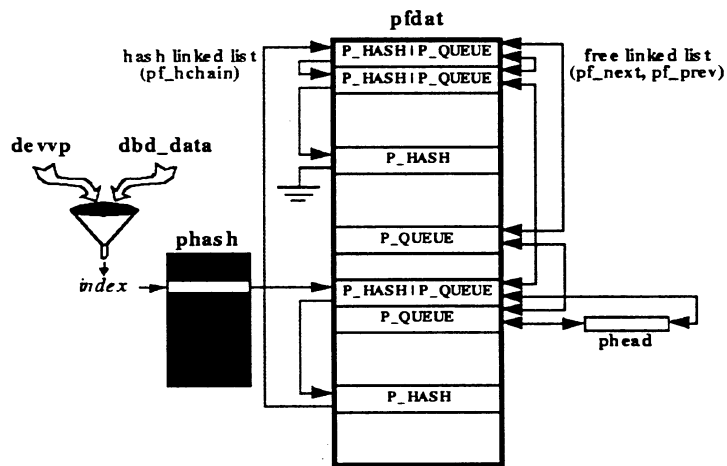 pfdat
hash linked list
(pf_hchain)
P_HASH | P_QUEUE
P_HASH | P_QUEUE
free linked list
(pf_next, pf_prev)
devvp
dbd_data
P_HASH
P_QUEUE
phash
index
P_HASH | P_QUEUE
P_QUEUE
phead
P_HASH